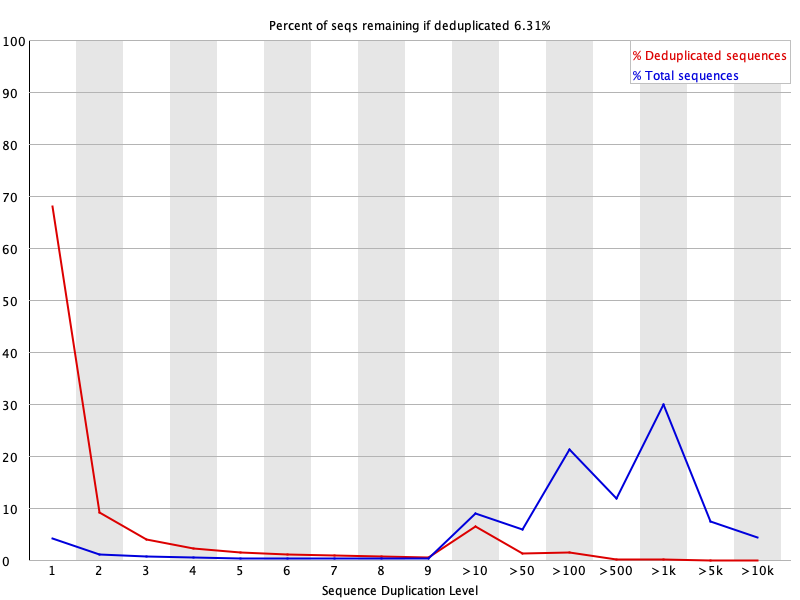 Percent of seqs remaining if deduplicated 6.31%
% Deduplicated sequences
% Total sequences
100
90
80
70
60
50
40
30
20
10
0
1 2 3 4 5 6 7 8 9 >10 >50 >100 >500 >1k >5k >10k
Sequence Duplication Level